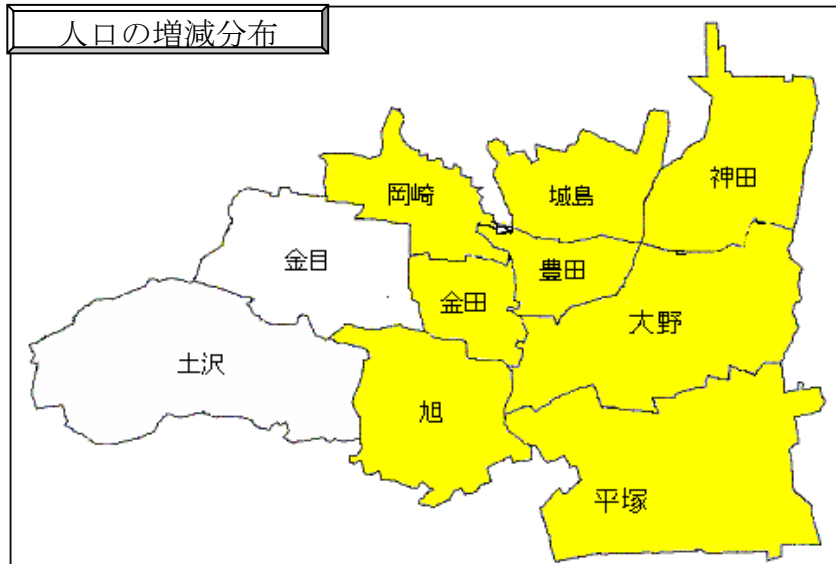 人口の増減分布
神田
岡崎
城島
金目
豊田
金田
大野
土沢
旭
平塚